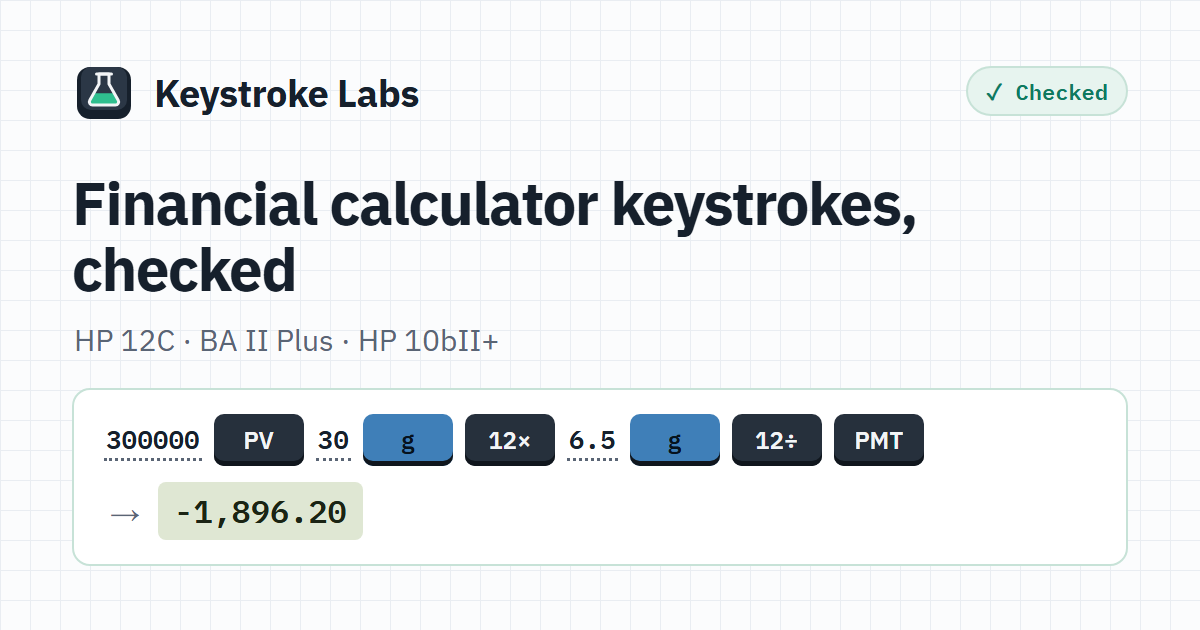 Keystroke Labs
✓ Checked
Financial calculator keystrokes,
checked
HP 12C · BA II Plus · HP 10bII+
300000 PV 30 g 12× 6.5 g 12÷ PMT
→ -1,896.20